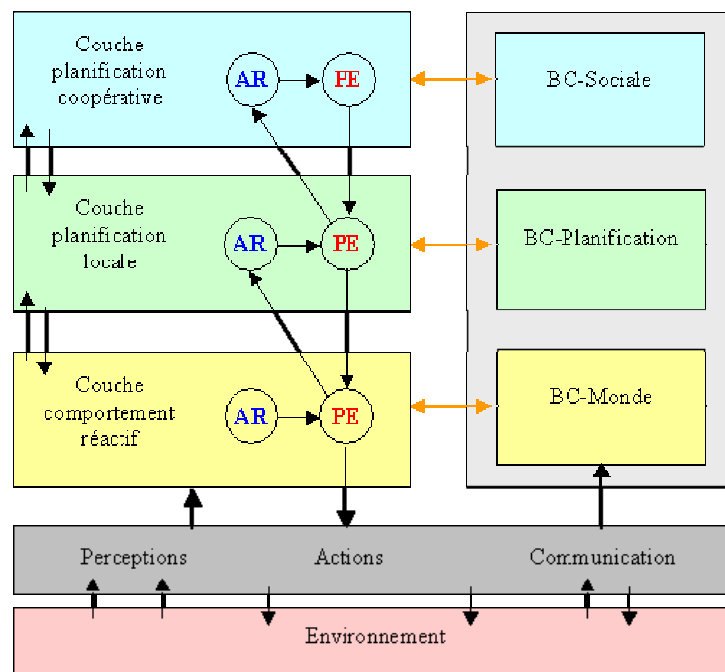 Couche
planification
coopérative
AR
PE
BC-Sociale
Couche
planification
locale
AR
PE
BC-Planification
Couche
comportement
réactif
AR
PE
BC-Monde
Perceptions
Actions
Communication
Environnement